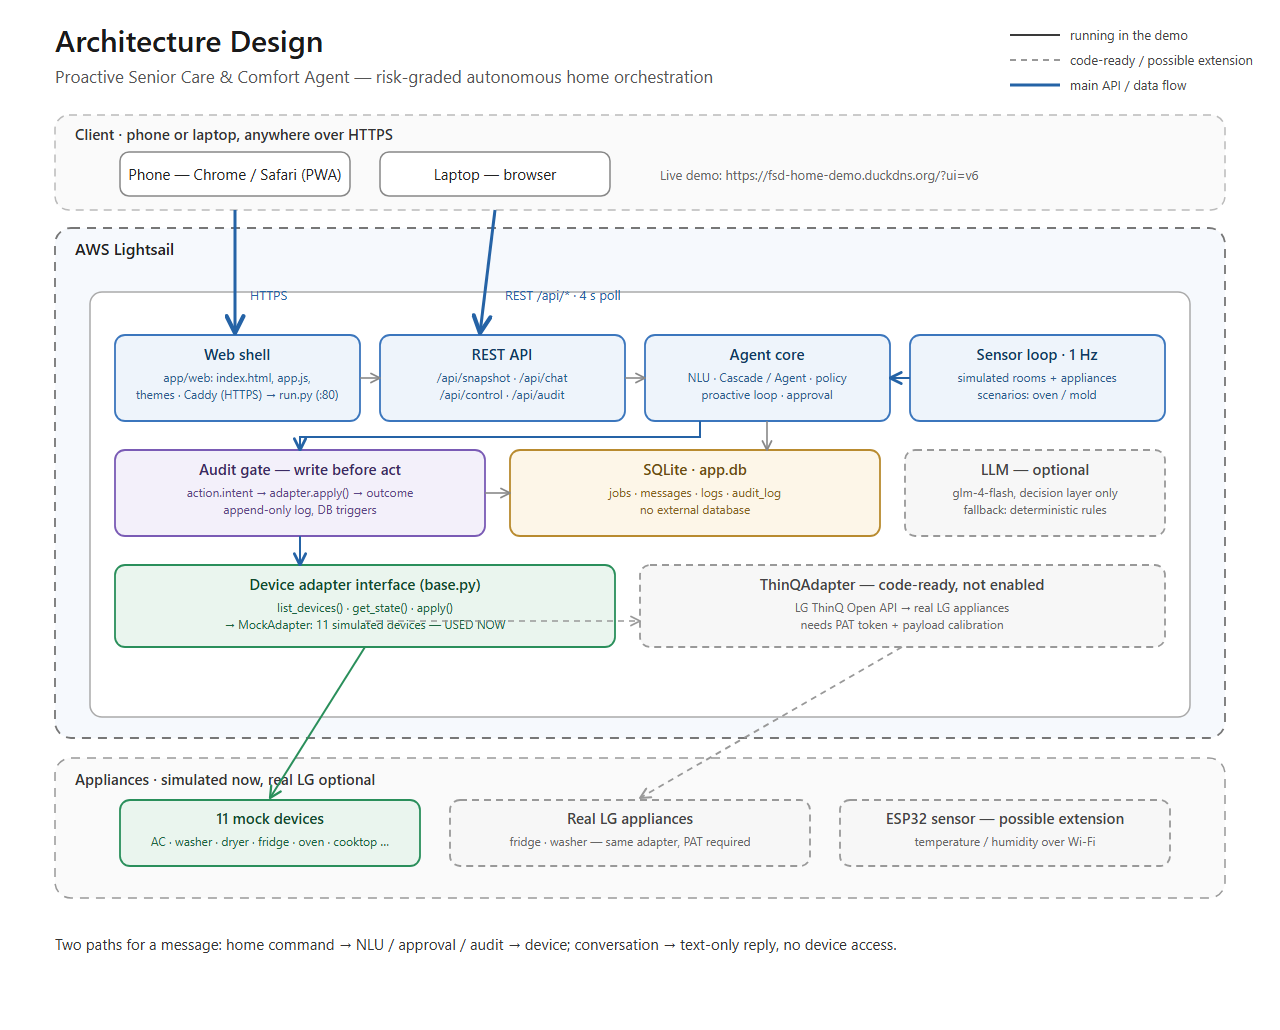 Architecture Design
Proactive Senior Care & Comfort Agent — risk-graded autonomous home orchestration
running in the demo
code-ready / possible extension
main API / data flow
Client · phone or laptop, anywhere over HTTPS
Phone — Chrome / Safari (PWA)
Laptop — browser
Live demo: https://fsd-home-demo.duckdns.org/?ui=v6
AWS Lightsail
HTTPS
REST /api/* · 4 s poll
Web shell
app/web: index.html, app.js,
themes · Caddy (HTTPS) → run.py (:80)
REST API
/api/snapshot · /api/chat
/api/control · /api/audit
Agent core
NLU · Cascade / Agent · policy
proactive loop · approval
Sensor loop · 1 Hz
simulated rooms + appliances
scenarios: oven / mold
Audit gate — write before act
action.intent → adapter.apply() → outcome
append-only log, DB triggers
SQLite · app.db
jobs · messages · logs · audit_log
no external database
LLM — optional
glm-4-flash, decision layer only
fallback: deterministic rules
Device adapter interface (base.py)
list_devices() · get_state() · apply()
→ MockAdapter: 11 simulated devices — USED NOW
ThinQAdapter — code-ready, not enabled
LG ThinQ Open API → real LG appliances
needs PAT token + payload calibration
Appliances · simulated now, real LG optional
11 mock devices
AC · washer · dryer · fridge · oven · cooktop ...
Real LG appliances
fridge · washer — same adapter, PAT required
ESP32 sensor — possible extension
temperature / humidity over Wi-Fi
Two paths for a message: home command → NLU / approval / audit → device; conversation → text-only reply, no device access.